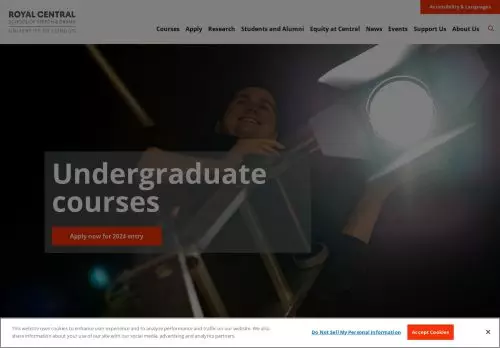 Accessibility & Languages
ROYAL CENTRAL
SCHOOL OF SPEECH & DRAMA
UNIVERSITY OF LONDON
Courses Apply Research Students and Alumni Equity at Central News Events Support Us About Us
Undergraduate
courses
Apply now for 2024 entry
This website uses cookies to enhance user experience and to analyze performance and traffic on our website. We also
share information about your use of our site with our social media, advertising and analytics partners.
Do Not Sell My Personal Information
Accept Cookies